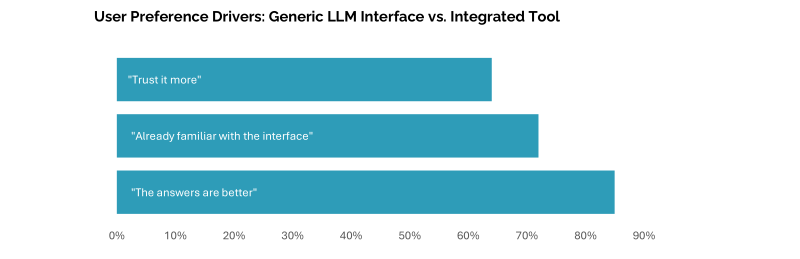 User Preference Drivers: Generic LLM Interface vs. Integrated Tool
"Trust it more"
"Already familiar with the interface"
"The answers are better"
0% 10% 20% 30% 40% 50% 60% 70% 80% 90%